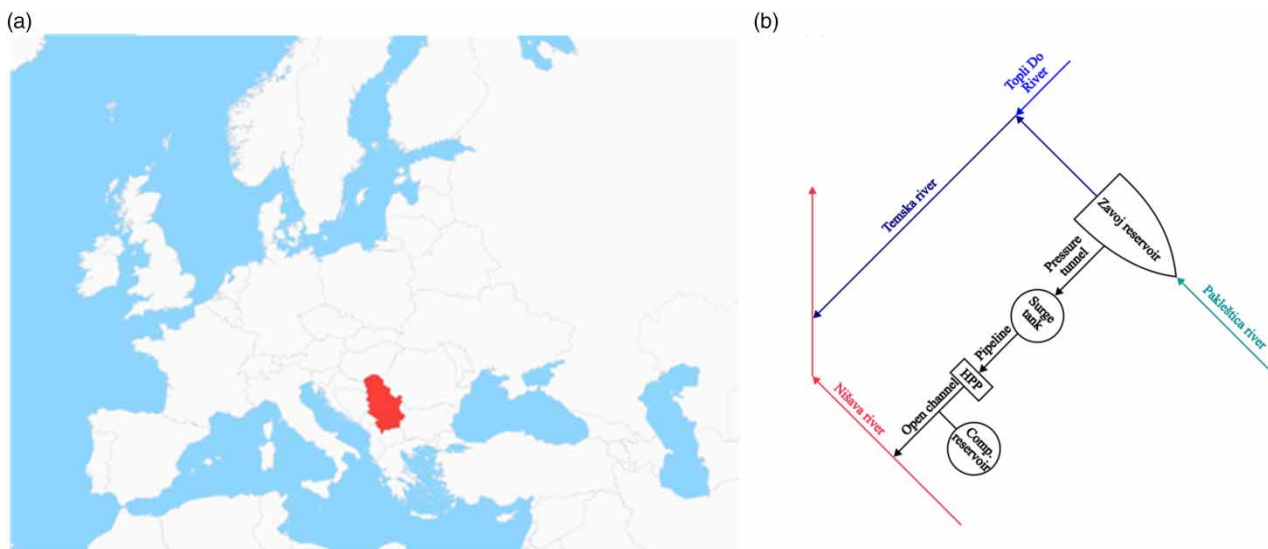 (a)
(b)
Topli Do
River
Temska river
Zavoj reservoir
Pressure
tunnel
Surge
tank
Pakleštica river
Pipeline
HPP
Open channel
Nišava river
Comp.
reservoir